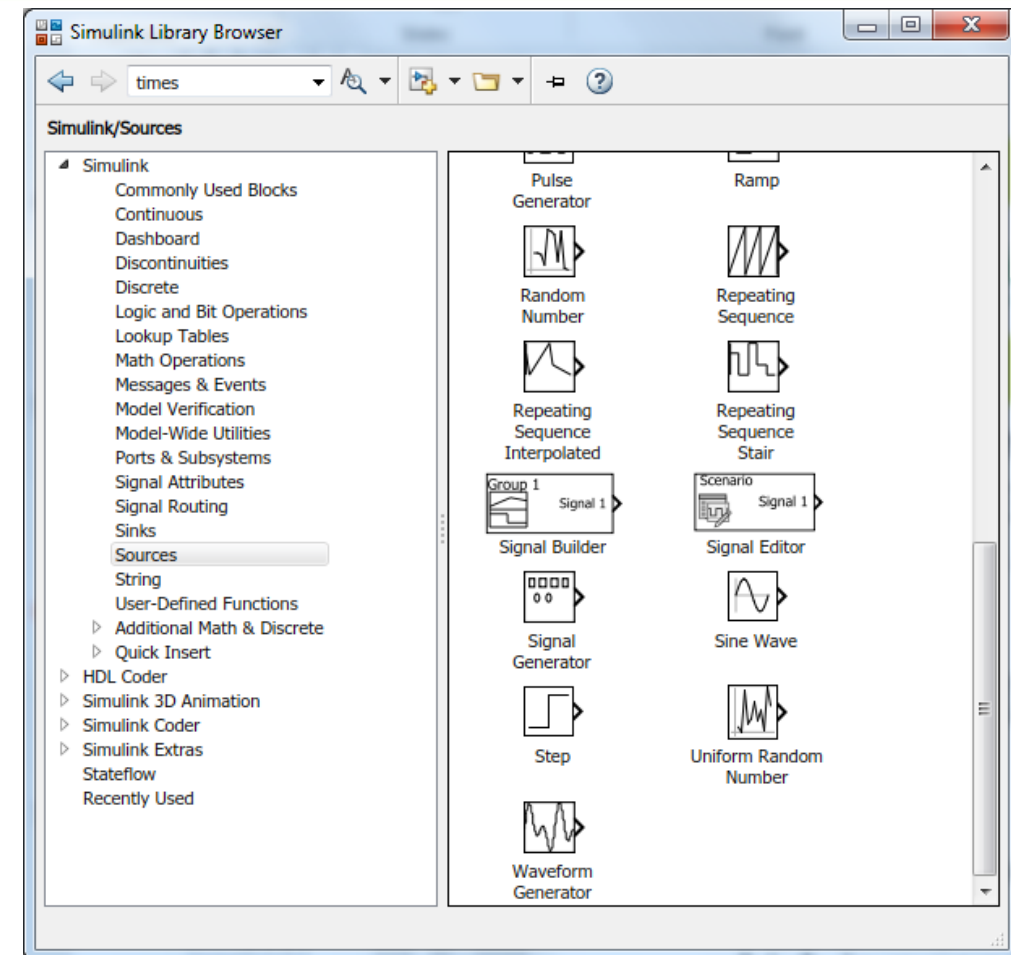 Simulink Library Browser
times
Simulink/Sources
Simulink
Commonly Used Blocks
Continuous
Dashboard
Discontinuities
Discrete
Logic and Bit Operations
Lookup Tables
Math Operations
Messages & Events
Model Verification
Model-Wide Utilities
Ports & Subsystems
Signal Attributes
Signal Routing
Sinks
Sources
String
User-Defined Functions
Additional Math & Discrete
Quick Insert
HDL Coder
Simulink 3D Animation
Simulink Coder
Simulink Extras
Stateflow
Recently Used
Pulse
Generator
Ramp
Random
Number
Repeating
Sequence
Repeating
Sequence
Interpolated
Repeating
Sequence
Stair
Group 1
Signal 1
Signal Builder
Scenario
Signal 1
Signal Editor
Signal
Generator
Sine Wave
Step
Uniform Random
Number
Waveform
Generator